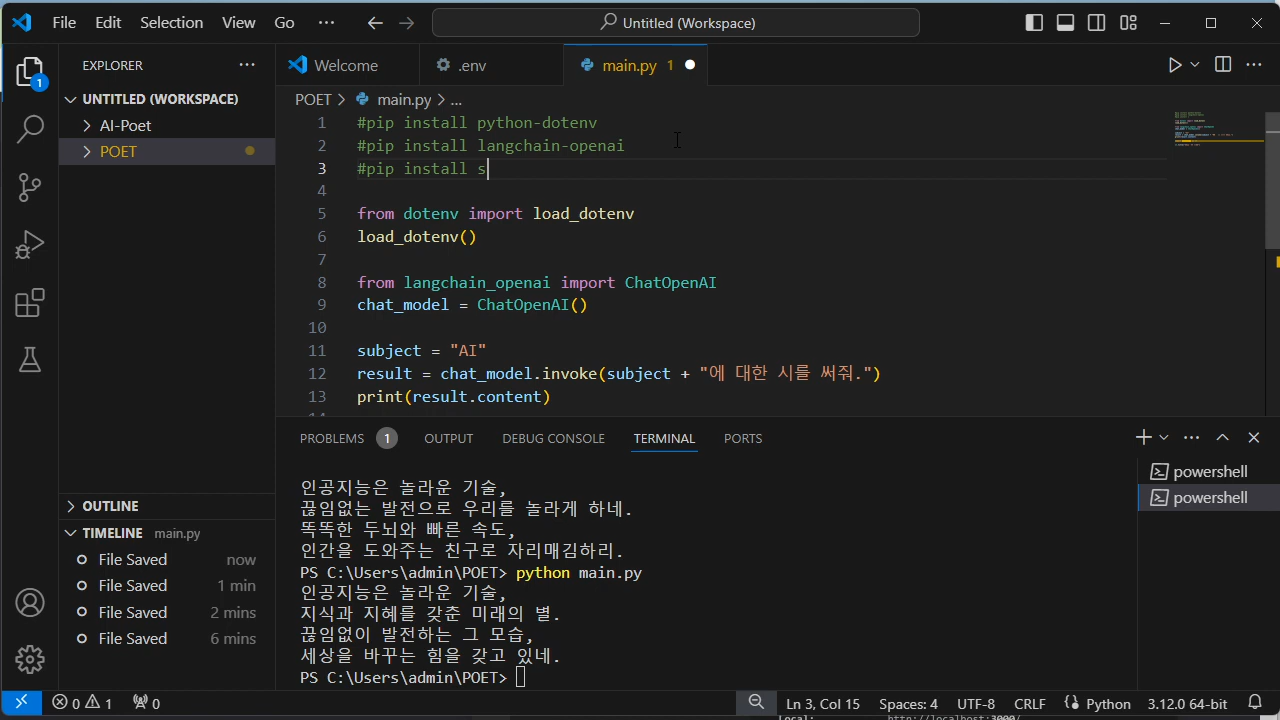 File Edit Selection View Go ··· Untitled (Workspace)
EXPLORER ···
1
UNTITLED (WORKSPACE)
AI-Poet
POET
Welcome .env main.py 1
POET > main.py > ...
1 #pip install python-dotenv
2 #pip install langchain-openai
3 #pip install s
4
5 from dotenv import load_dotenv
6 load_dotenv()
7
8 from langchain_openai import ChatOpenAI
9 chat_model = ChatOpenAI()
10
11 subject = "AI"
12 result = chat_model.invoke(subject + "에 대한 시를 써줘.")
13 print(result.content)
14
PROBLEMS 1 OUTPUT DEBUG CONSOLE TERMINAL PORTS
인공지능은 놀라운 기술,
끊임없는 발전으로 우리를 놀라게 하네.
똑똑한 두뇌와 빠른 속도,
인간을 도와주는 친구로 자리매김하리.
PS C:\Users\admin\POET> python main.py
인공지능은 놀라운 기술,
지식과 지혜를 갖춘 미래의 별.
끊임없이 발전하는 그 모습,
세상을 바꾸는 힘을 갖고 있네.
PS C:\Users\admin\POET>
powershell
powershell
OUTLINE
TIMELINE main.py
File Saved now
File Saved 1 min
File Saved 2 mins
File Saved 6 mins
0 1 0 Ln 3, Col 15 Spaces: 4 UTF-8 CRLF Python 3.12.0 64-bit